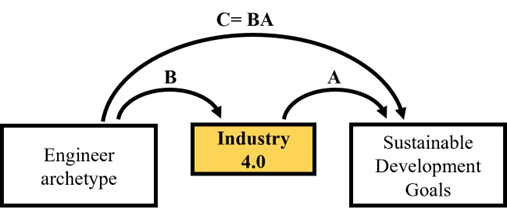 C= BA
B
A
Engineer
archetype
Industry
4.0
Sustainable
Development
Goals